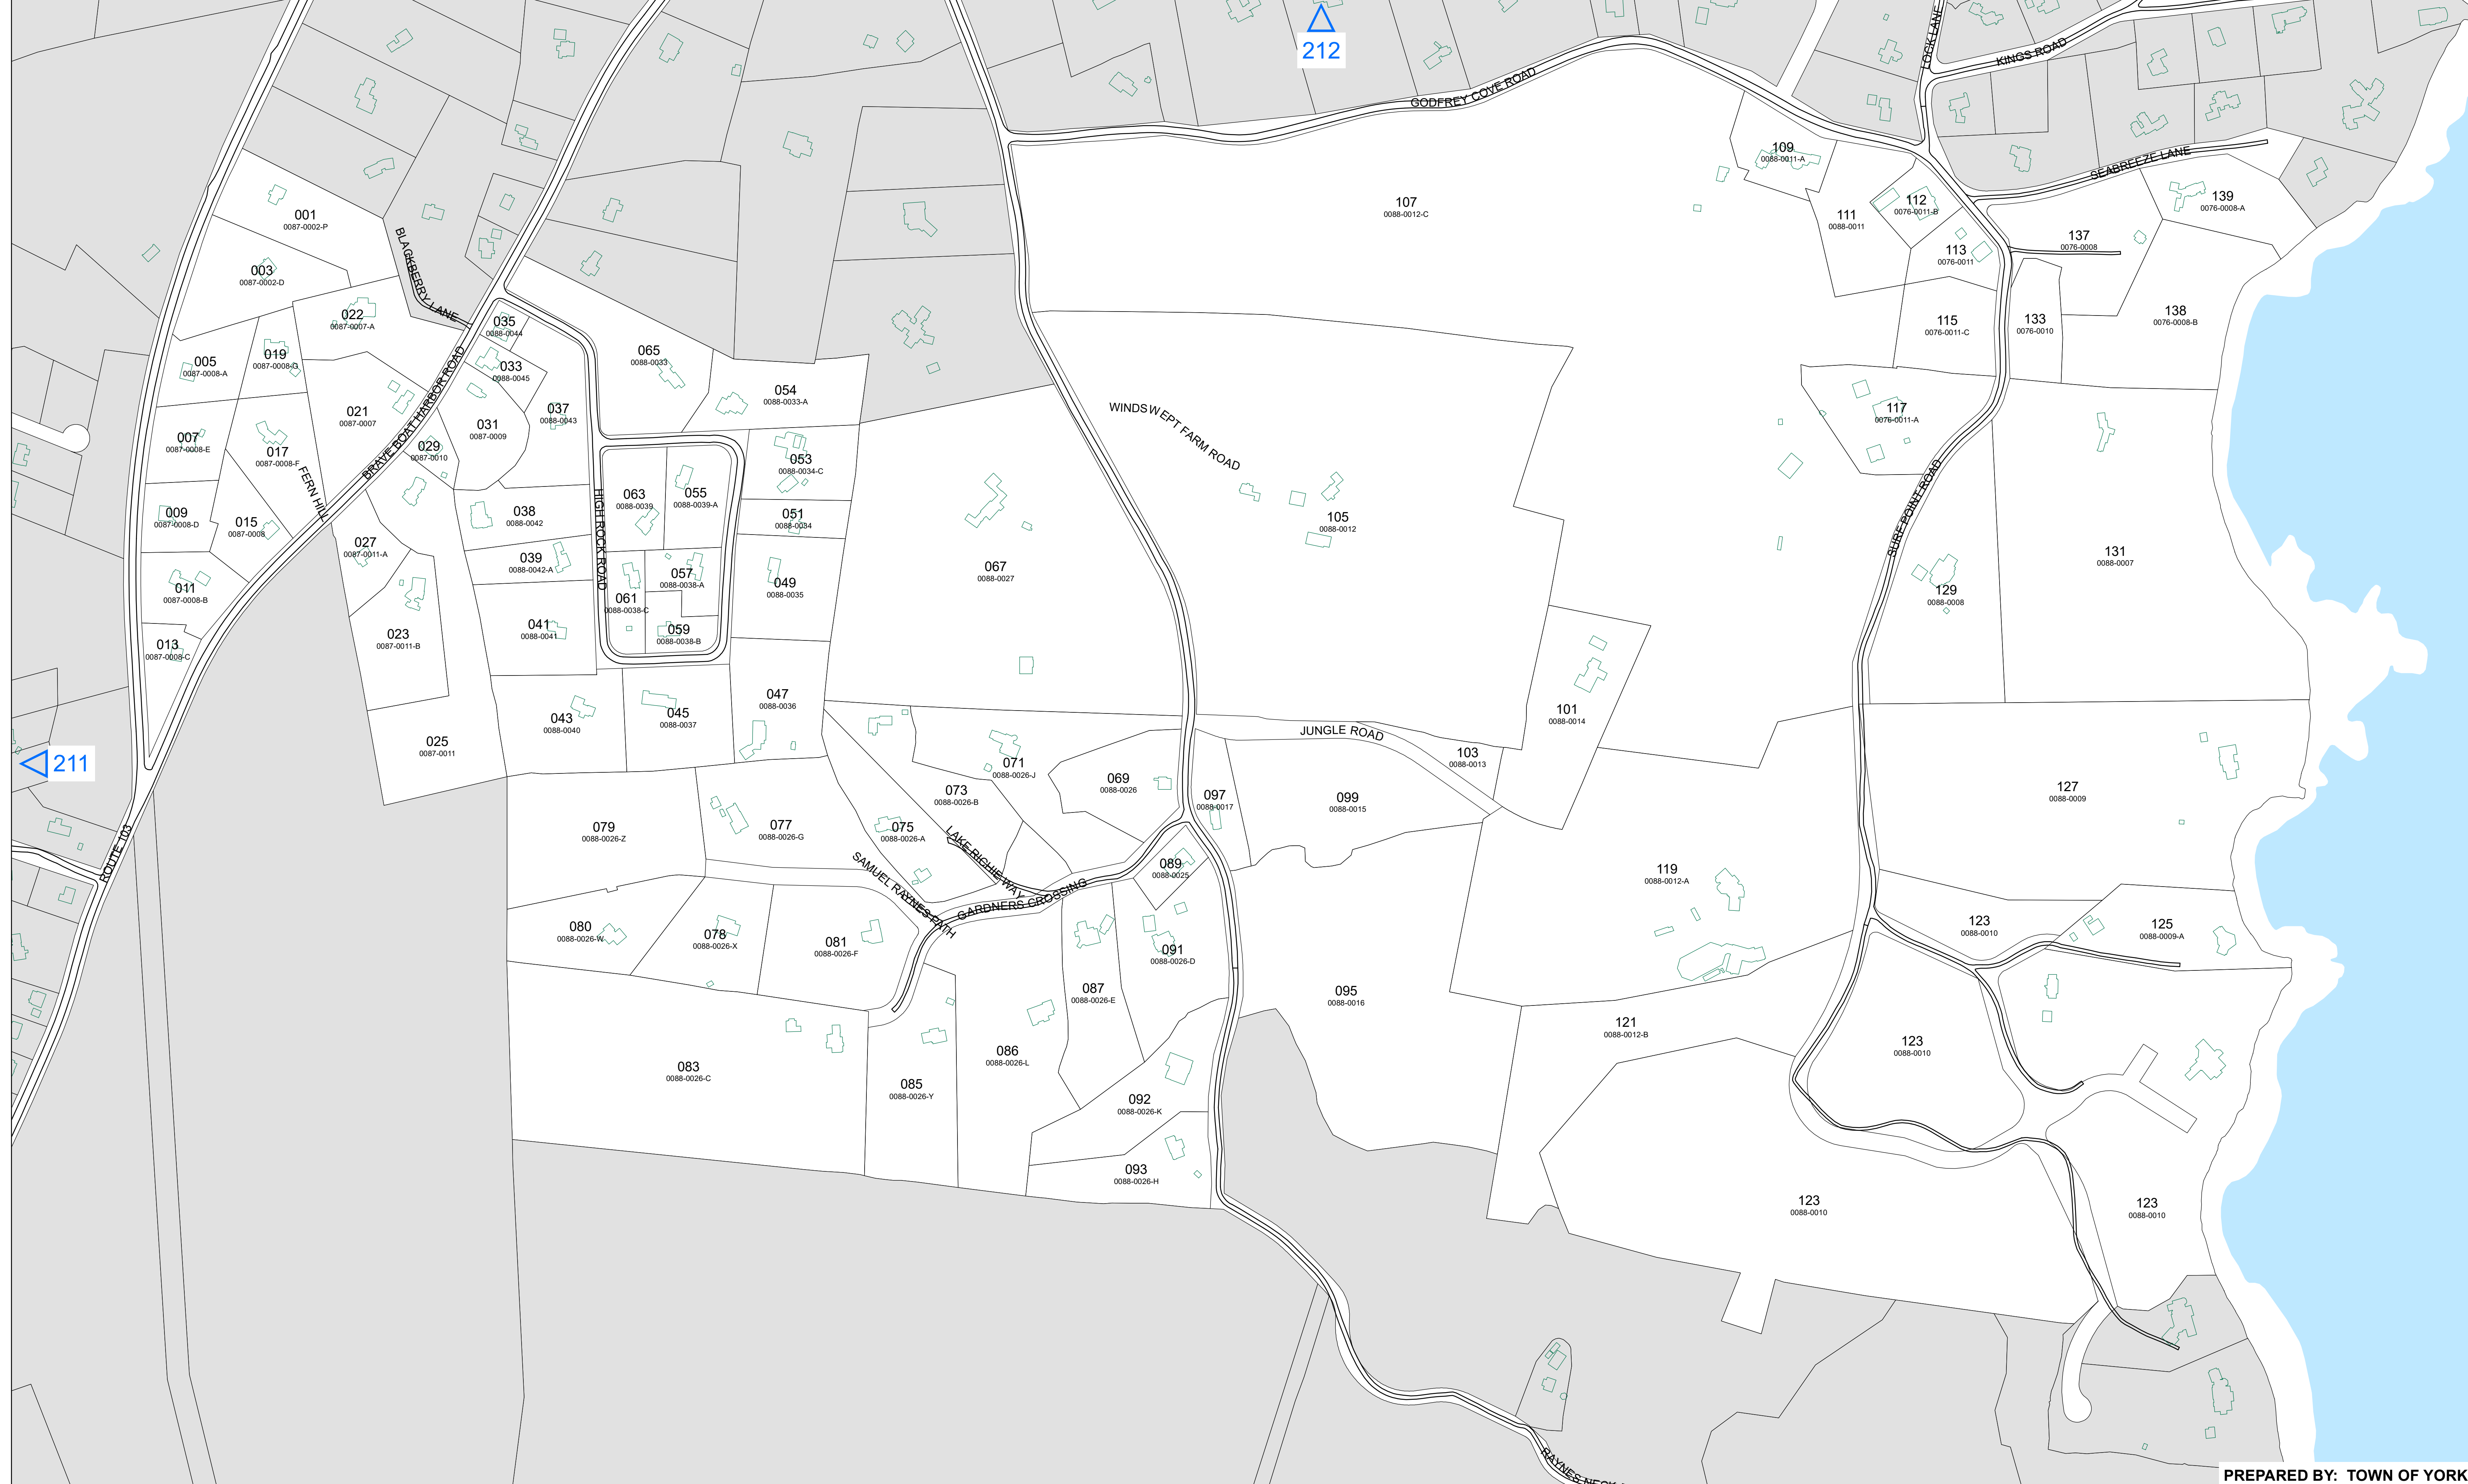 212
GODFREY COVE ROAD
LOCK LANE
KINGS ROAD
SEABREEZE LANE
109
0088-0011-A
107
0088-0012-C
111
0088-0011
112
0076-0011-B
113
0076-0011
139
0076-0008-A
137
0076-0008
138
0076-0008-B
115
0076-0011-C
133
0076-0010
117
0076-0011-A
001
0087-0002-P
003
0087-0002-D
BLACKBERRY LANE
022
0087-0007-A
035
0088-0044
005
0087-0008-A
019
0087-0008-G
033
0088-0045
065
0088-0033
054
0088-0033-A
BRAVE BOAT HARBOR ROAD
021
0087-0007
031
0087-0009
037
0088-0043
007
0087-0008-E
017
0087-0008-F
FERN HILL
029
0087-0010
053
0088-0034-C
063
0088-0039
055
0088-0039-A
WINDSWEPT FARM ROAD
009
0087-0008-D
015
0087-0008
038
0088-0042
HIGH ROCK ROAD
051
0088-0034
105
0088-0012
SURF POINT ROAD
027
0087-0011-A
039
0088-0042-A
057
0088-0038-A
049
0088-0035
067
0088-0027
131
0088-0007
011
0087-0008-B
061
0088-0038-C
129
0088-0008
013
0087-0008-C
023
0087-0011-B
041
0088-0041
059
0088-0038-B
043
0088-0040
045
0088-0037
047
0088-0036
101
0088-0014
025
0087-0011
JUNGLE ROAD
103
0088-0013
211
071
0088-0026-J
069
0088-0026
073
0088-0026-B
097
0088-0017
099
0088-0015
127
0088-0009
079
0088-0026-Z
077
0088-0026-G
075
0088-0026-A
LAKE RICHIE WAY
ROUTE 103
SAMUEL RAYNES PATH
GARDNERS CROSSING
089
0088-0025
119
0088-0012-A
080
0088-0026-W
078
0088-0026-X
081
0088-0026-F
091
0088-0026-D
123
0088-0010
125
0088-0009-A
087
0088-0026-E
095
0088-0016
121
0088-0012-B
123
0088-0010
083
0088-0026-C
086
0088-0026-L
085
0088-0026-Y
092
0088-0026-K
093
0088-0026-H
123
0088-0010
123
0088-0010
RAYNES NECK
PREPARED BY: TOWN OF YORK